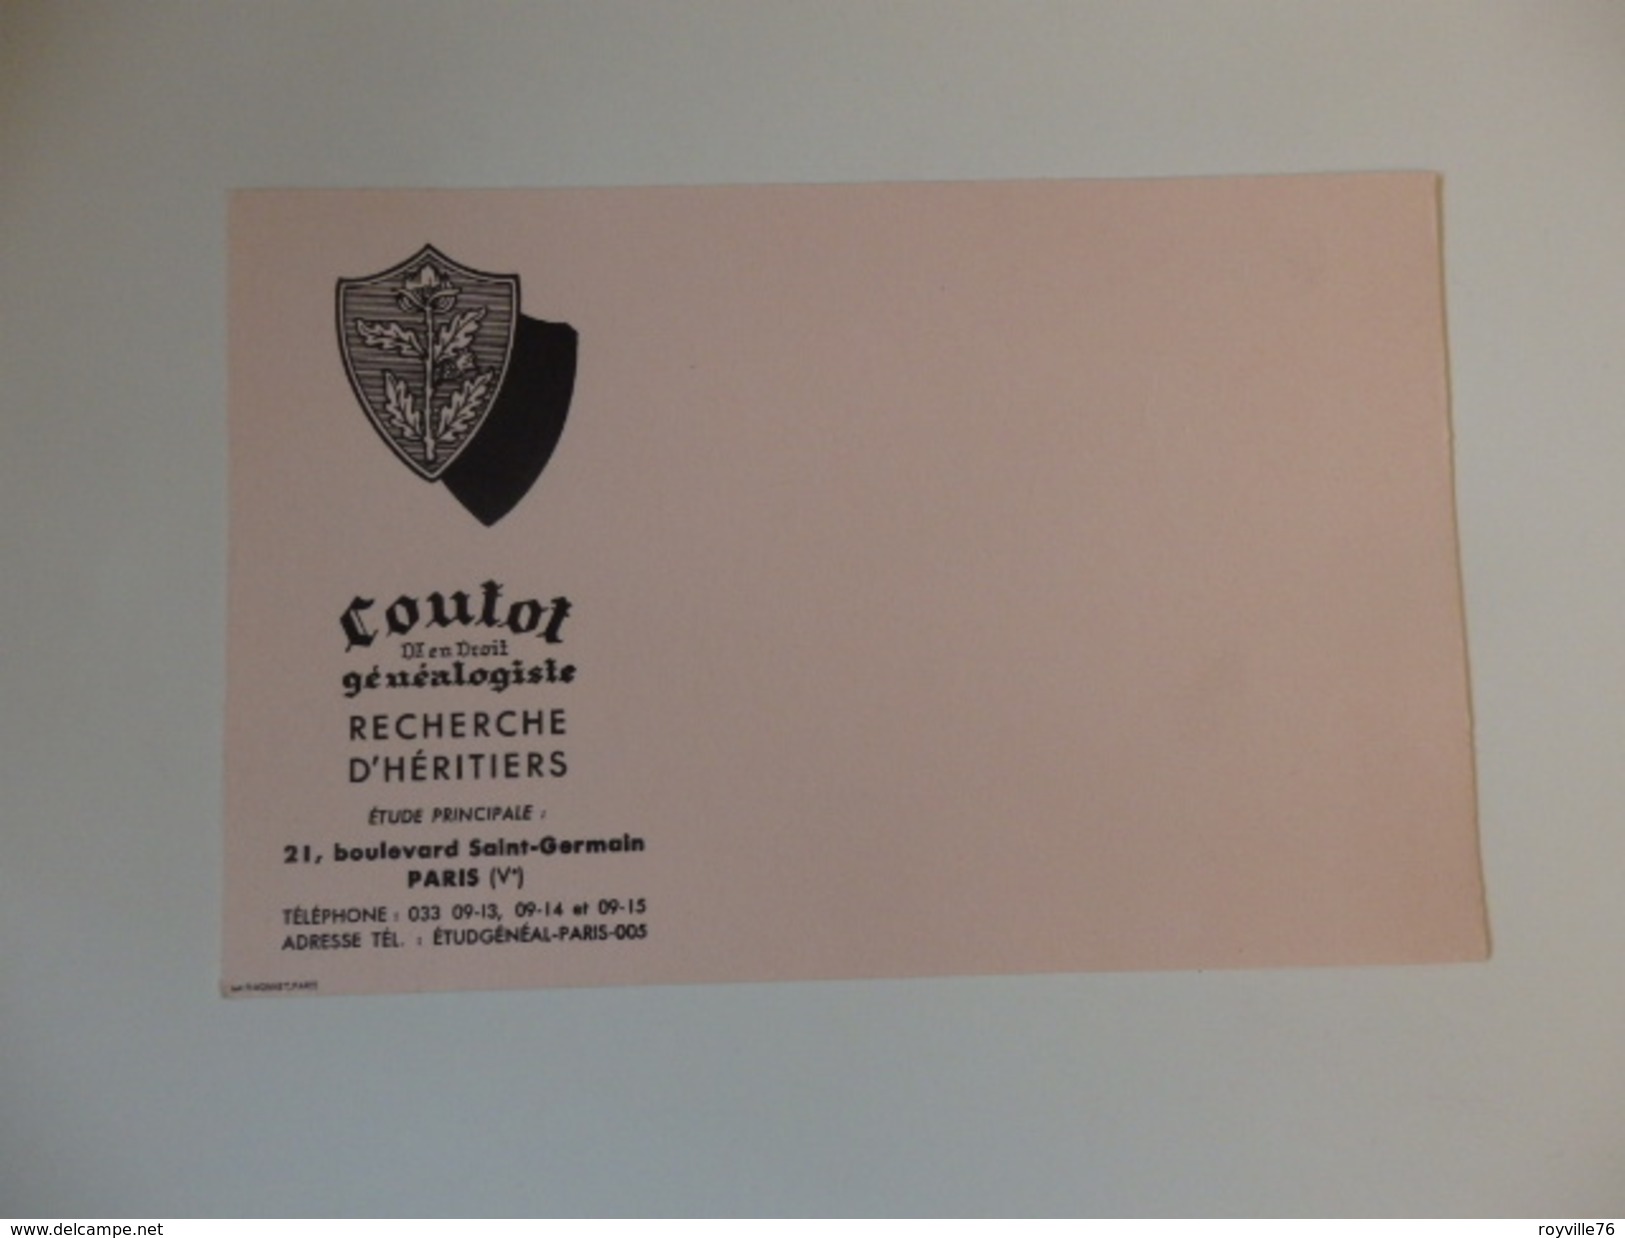 Coutot
Dr en Droit
généalogiste
RECHERCHE
D'HÉRITIERS
ÉTUDE PRINCIPALE :
21, boulevard Saint-Germain
PARIS (Ve)
TÉLÉPHONE : 033 09-13, 09-14 et 09-15
ADRESSE TÉL. : ÉTUDGÉNÉAL-PARIS-005
PARIS
www.delcampe.net
royville76